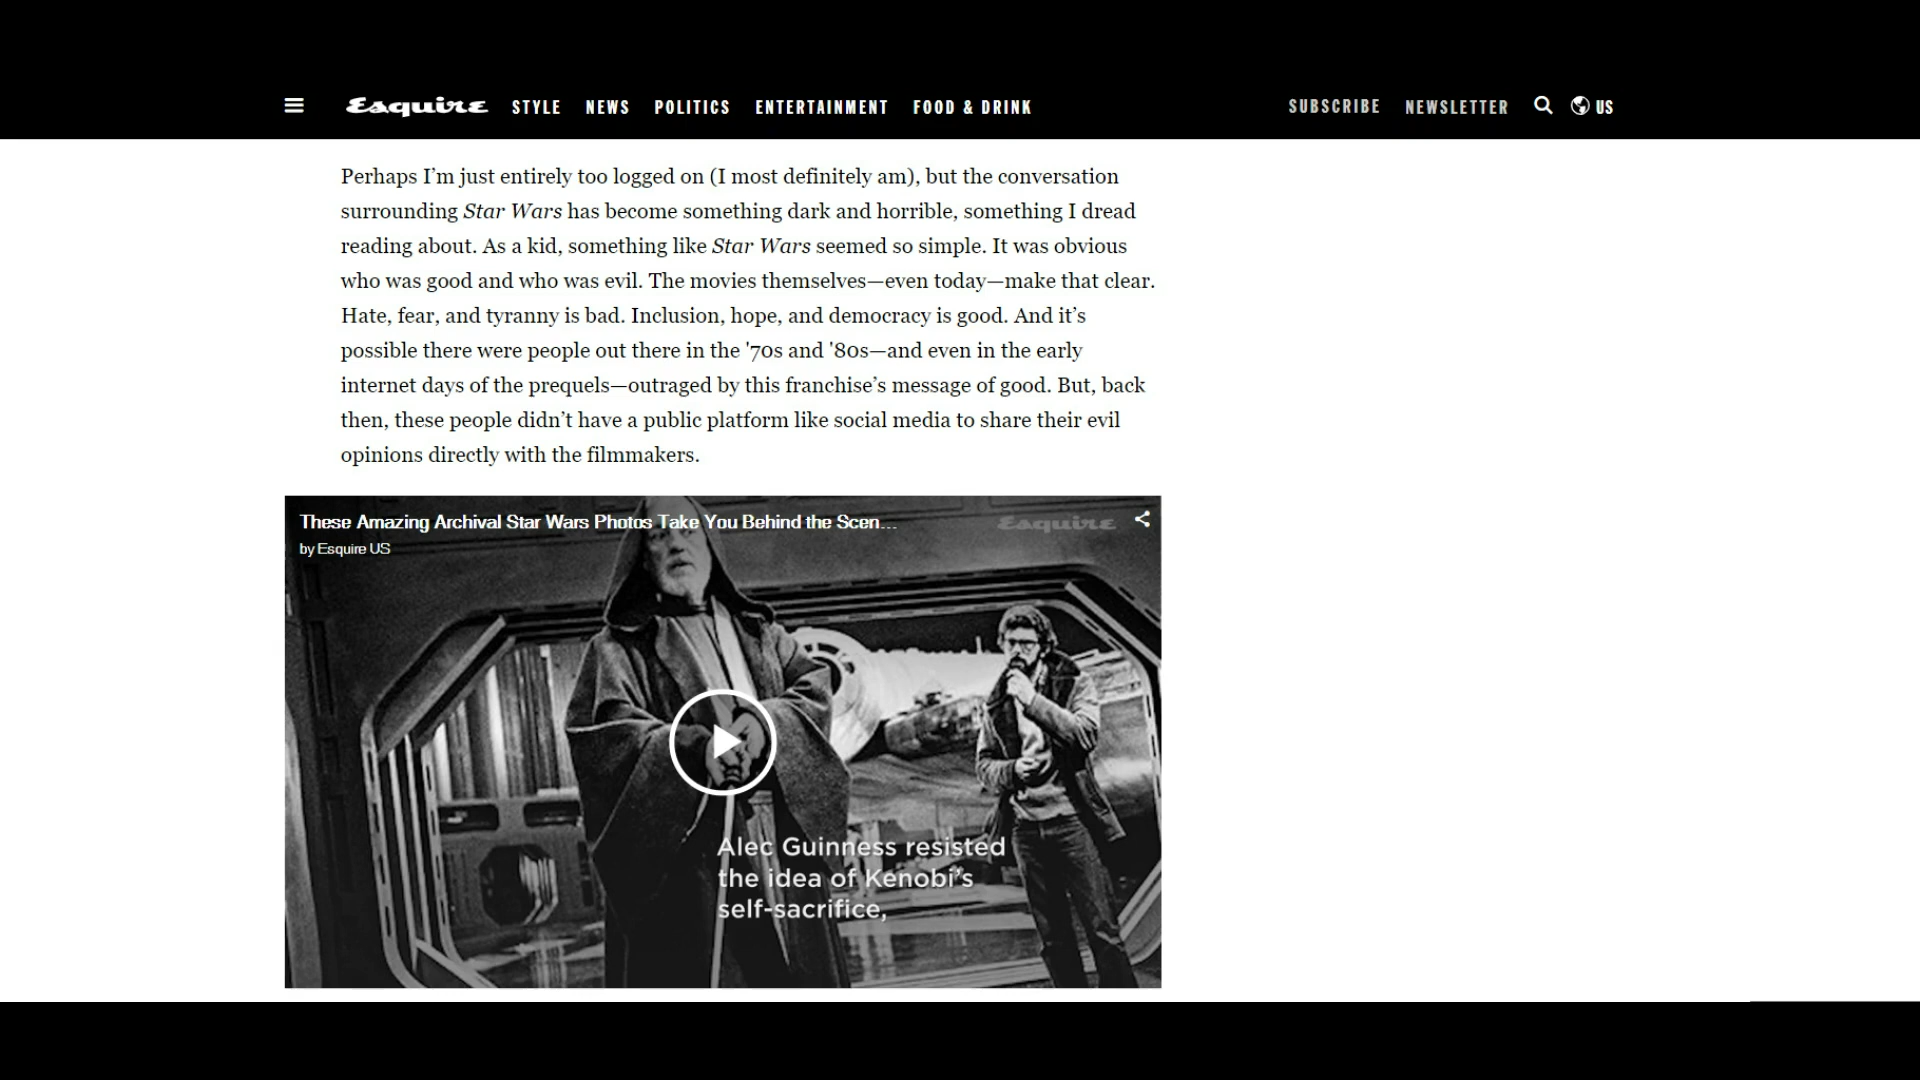 Esquire STYLE NEWS POLITICS ENTERTAINMENT FOOD & DRINK SUBSCRIBE NEWSLETTER US
Perhaps I’m just entirely too logged on (I most definitely am), but the conversation
surrounding Star Wars has become something dark and horrible, something I dread
reading about. As a kid, something like Star Wars seemed so simple. It was obvious
who was good and who was evil. The movies themselves—even today—make that clear.
Hate, fear, and tyranny is bad. Inclusion, hope, and democracy is good. And it’s
possible there were people out there in the '70s and '80s—and even in the early
internet days of the prequels—outraged by this franchise’s message of good. But, back
then, these people didn’t have a public platform like social media to share their evil
opinions directly with the filmmakers.
These Amazing Archival Star Wars Photos Take You Behind the Scen... Esquire
by Esquire US
Alec Guinness resisted
the idea of Kenobi’s
self-sacrifice,